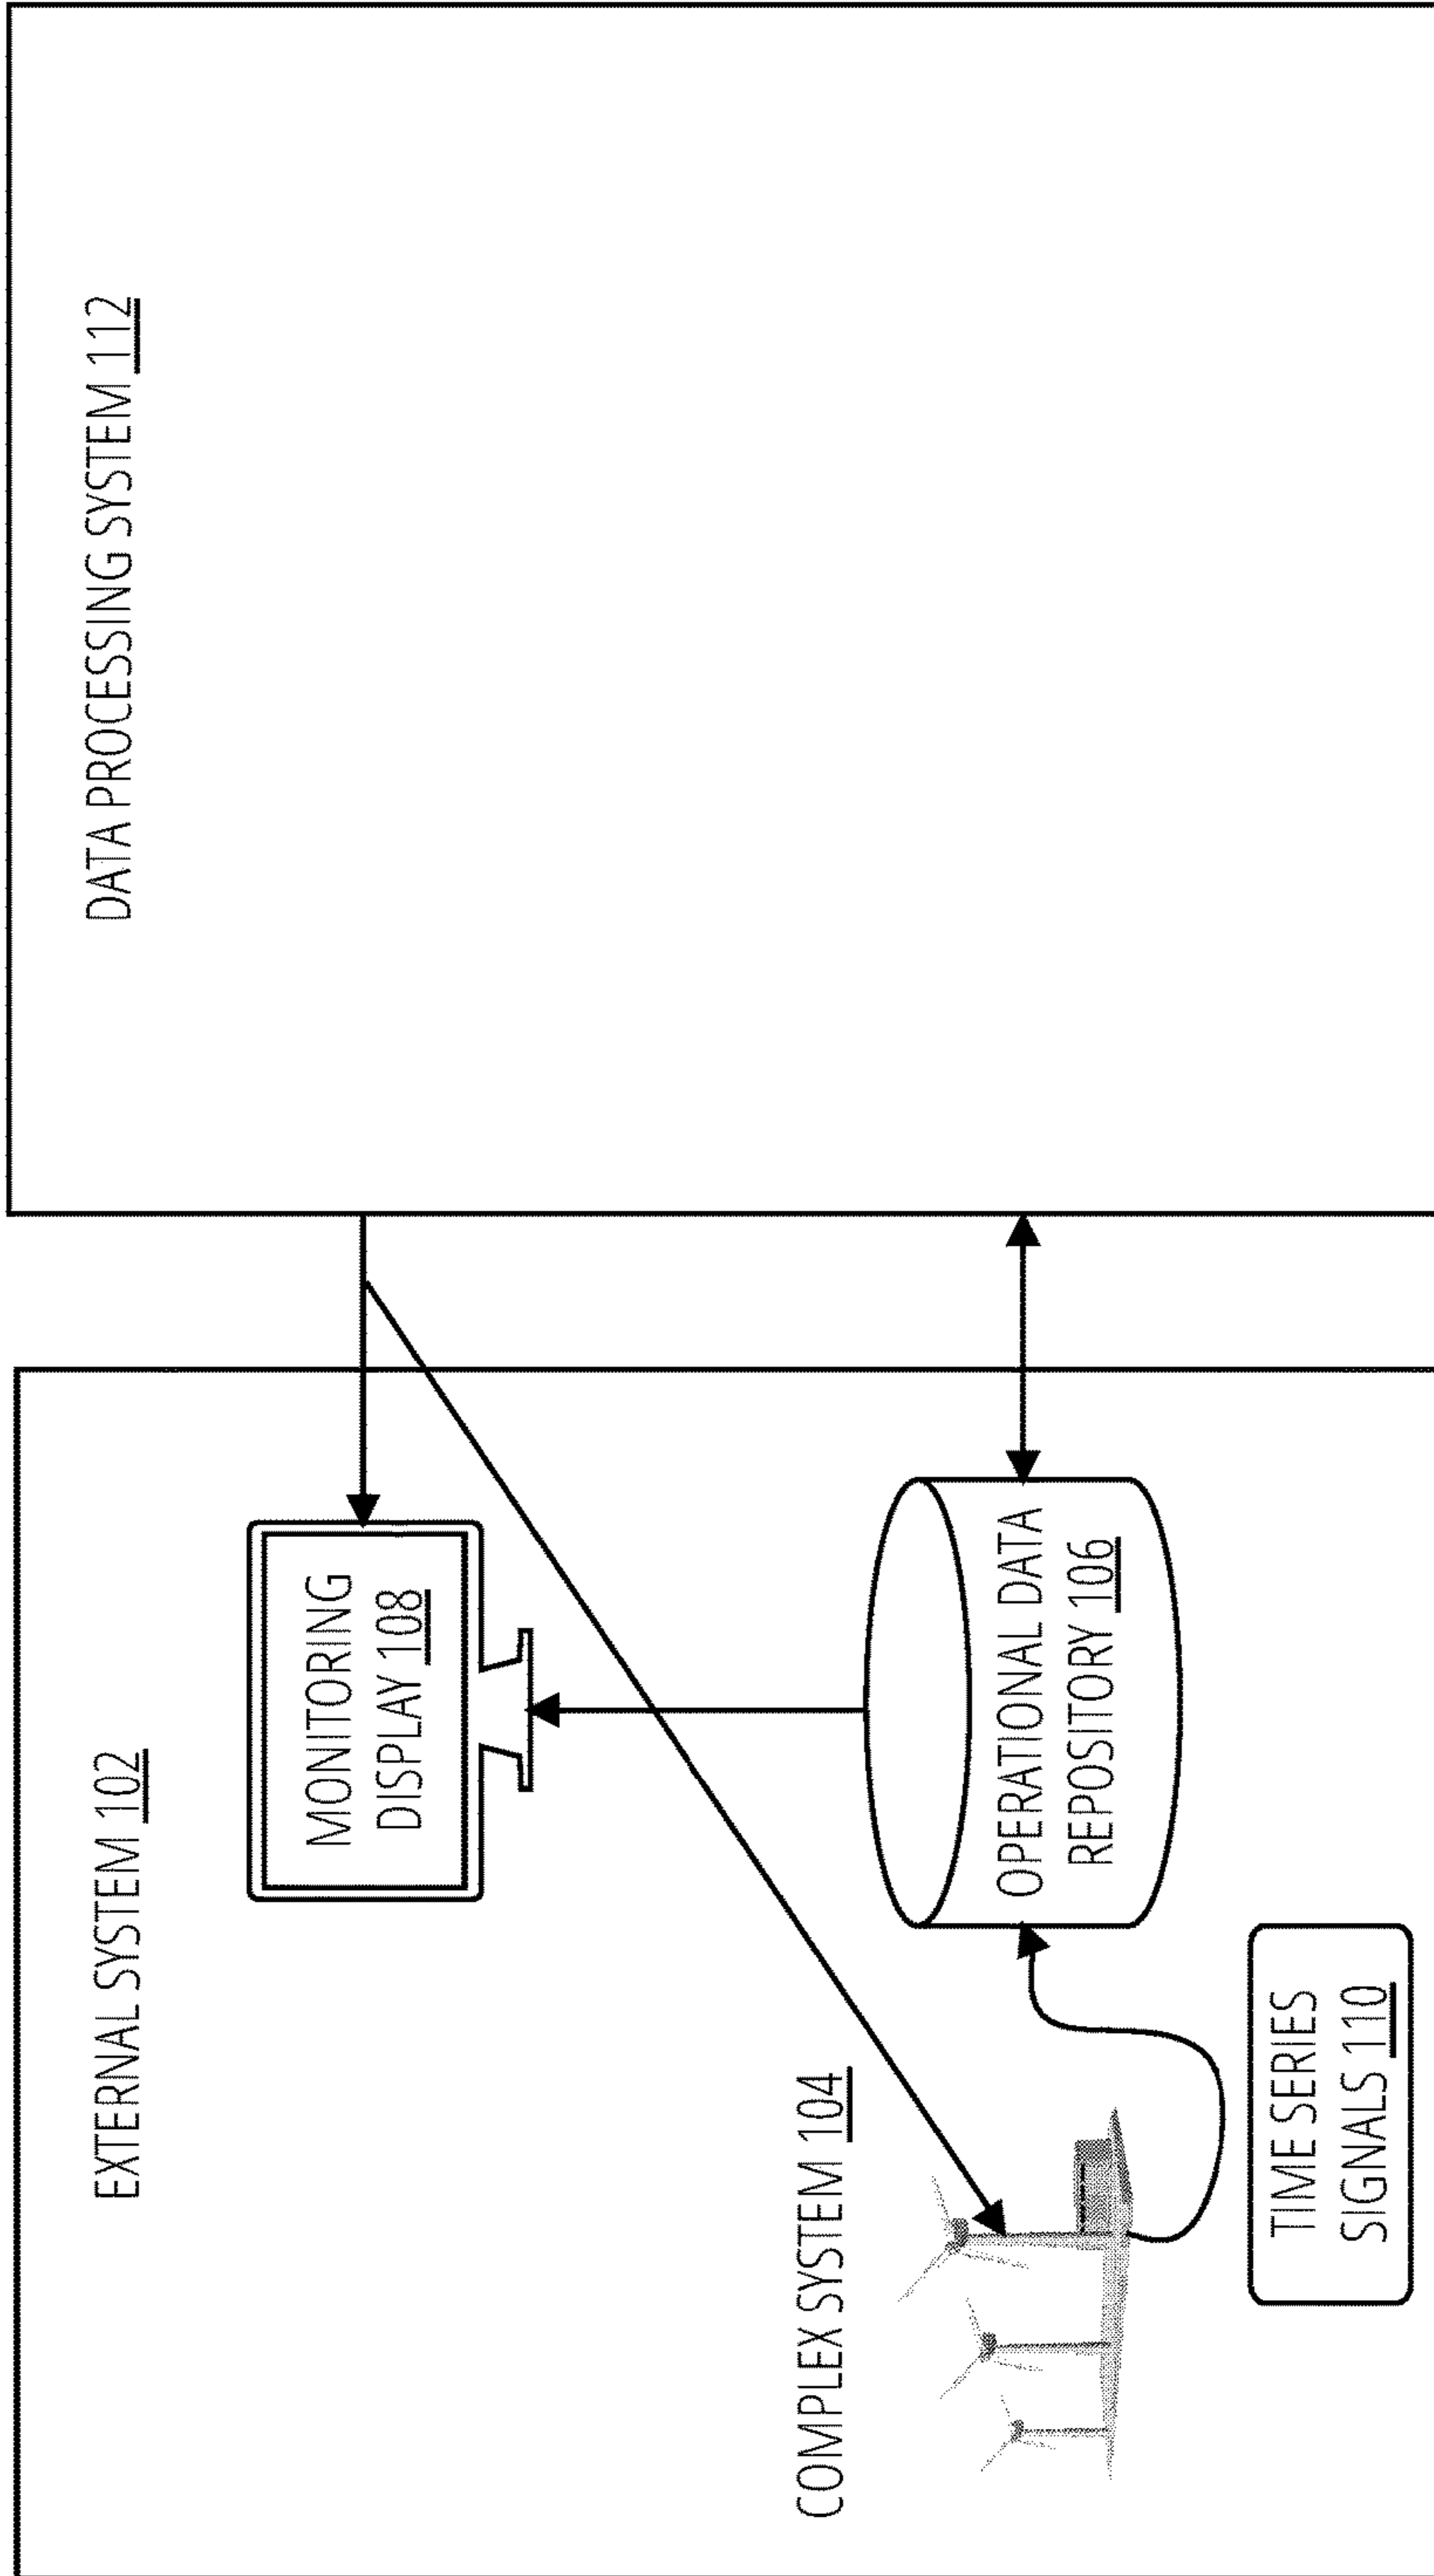 EXTERNAL SYSTEM 102
DATA PROCESSING SYSTEM 112
MONITORING
DISPLAY 108
COMPLEX SYSTEM 104
OPERATIONAL DATA
REPOSITORY 106
TIME SERIES
SIGNALS 110